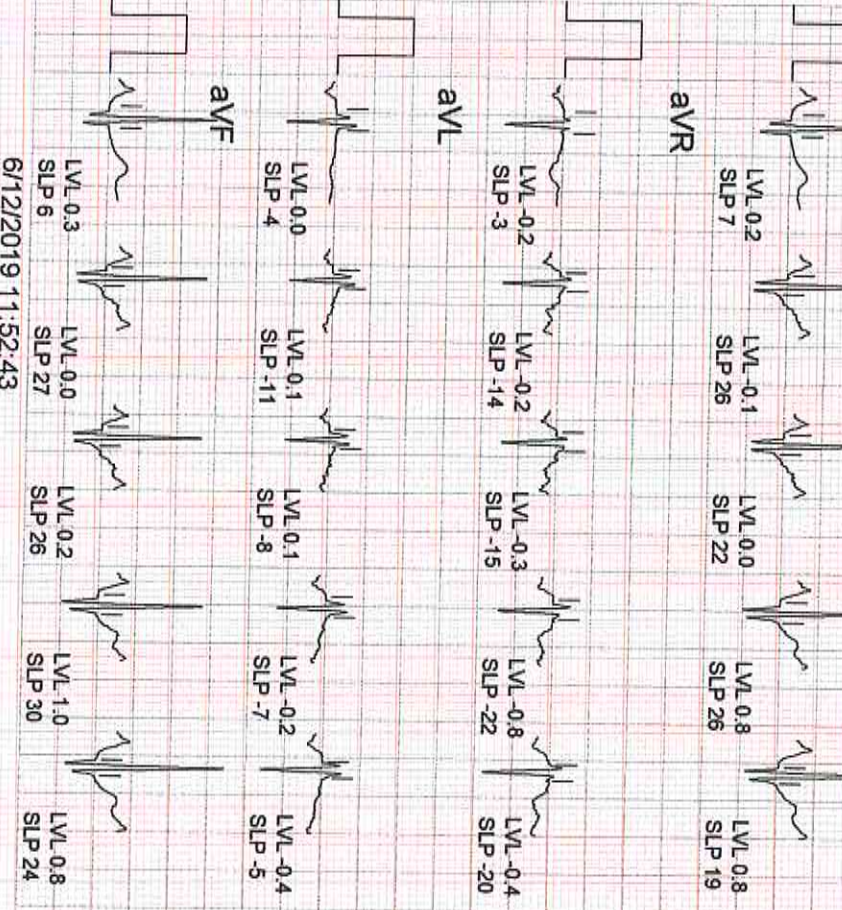 LVL 0.2 LVL -0.1 LVL 0.0 LVL 0.8 LVL 0.8
SLP 7 SLP 26 SLP 22 SLP 26 SLP 19
aVR
LVL -0.2 LVL -0.2 LVL -0.3 LVL -0.8 LVL -0.4
SLP -3 SLP -14 SLP -15 SLP -22 SLP -20
aVL
LVL 0.0 LVL 0.1 LVL 0.1 LVL -0.2 LVL -0.4
SLP -4 SLP -11 SLP -8 SLP -7 SLP -5
aVF
LVL 0.3 LVL 0.0 LVL 0.2 LVL 1.0 LVL 0.8
SLP 6 SLP 27 SLP 26 SLP 30 SLP 24
6/12/2019 11:52:43